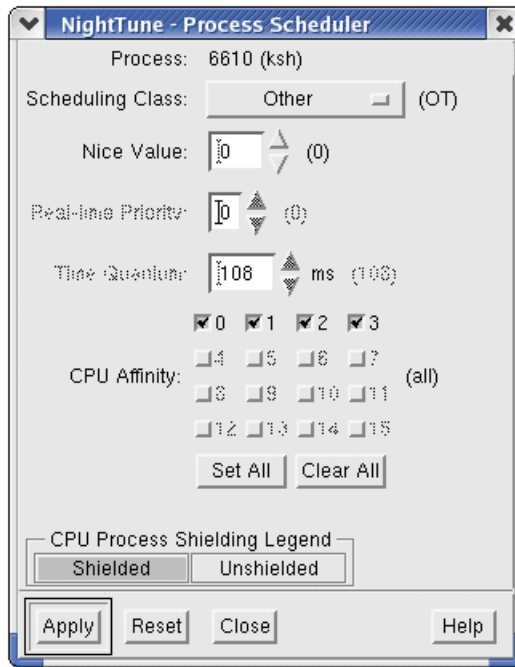 NightTune - Process Scheduler
Process: 6610 (ksh)
Scheduling Class: Other (OT)
Nice Value: 0 (0)
Real-time Priority: 0 (0)
Time Quantum: 108 ms (108)
0 1 2 3
4 5 6 7
CPU Affinity: (all)
8 9 10 11
12 13 14 15
Set All Clear All
CPU Process Shielding Legend
Shielded Unshielded
Apply Reset Close Help